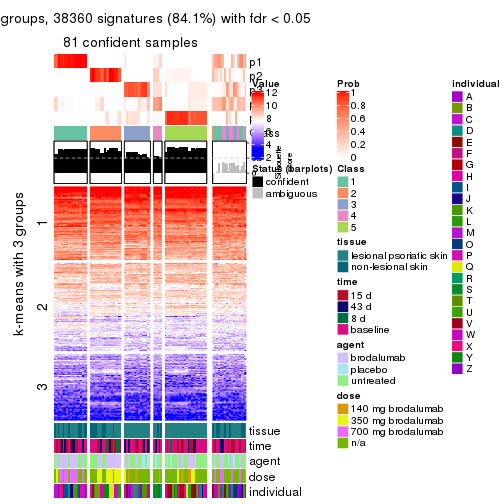 groups, 38360 signatures (84.1%) with fdr < 0.05
81 confident samples
p1
p2
k-means with 3 groups
1
2
3
tissue
time
agent
dose
individual
Value
12
10
8
6
4
2
Silhouette
score
Status (barplots)
confident
ambiguous
Prob
1
0.8
0.6
0.4
0.2
0
Class
1
2
3
4
5
tissue
lesional psoriatic skin
non-lesional skin
time
15 d
43 d
8 d
baseline
agent
brodalumab
placebo
untreated
dose
140 mg brodalumab
350 mg brodalumab
700 mg brodalumab
n/a
individual
A
B
C
D
E
F
G
H
I
J
K
L
M
O
P
Q
R
S
T
U
V
W
X
Y
Z